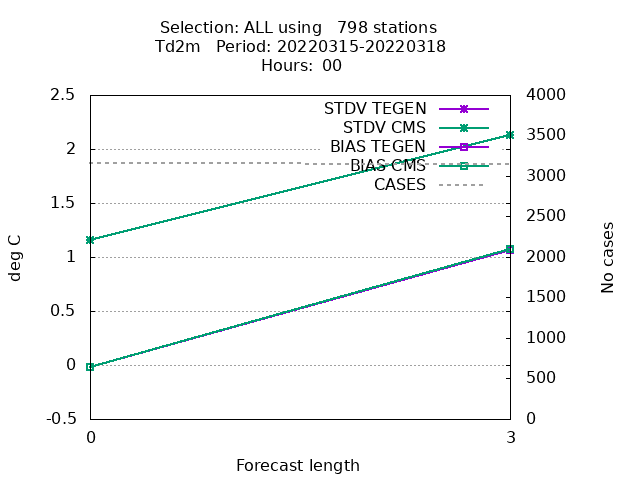 Selection: ALL using   798 stations
Td2m   Period: 20220315-20220318
Hours: 00
2.5
2
1.5
1
0.5
0
-0.5
4000
3500
3000
2500
2000
1500
1000
500
0
STDV TEGEN
STDV CMS
BIAS TEGEN
BIAS CMS
CASES
deg C
No cases
0
3
Forecast length